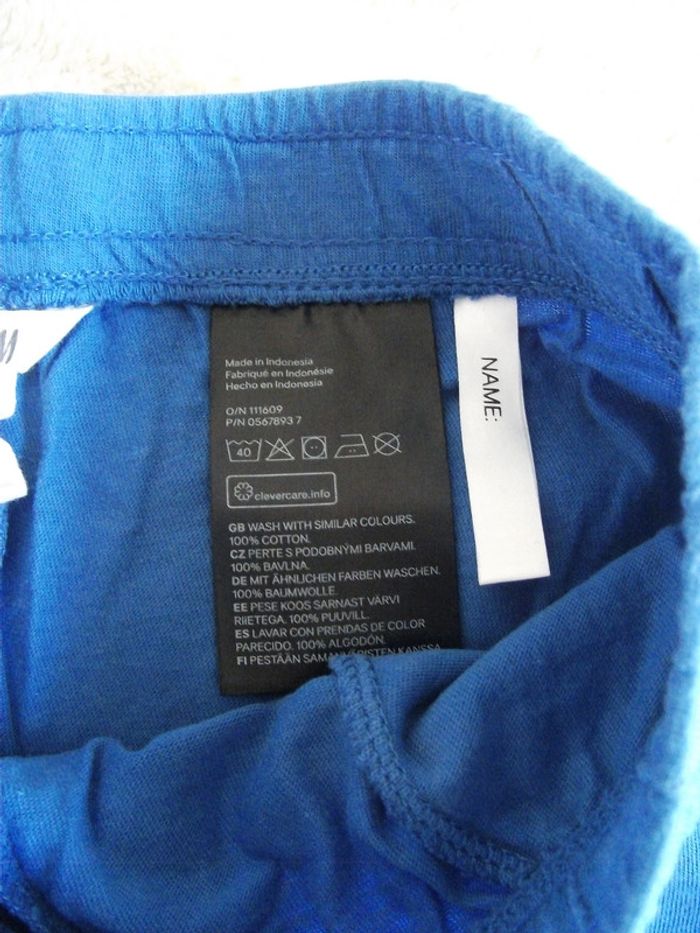 M
Made in Indonesia
Fabriqué en Indonésie
Hecho en Indonesia
O/N 111609
P/N 0567893 7
40
clevercare.info
GB WASH WITH SIMILAR COLOURS.
100% COTTON.
CZ PERTE S PODOBNÝMI BARVAMI.
100% BAVLNA.
DE MIT ÄHNLICHEN FARBEN WASCHEN.
100% BAUMWOLLE.
EE PESE KOOS SARNAST VÄRVI
RIIETEGA. 100% PUUVILL.
ES LAVAR CON PRENDAS DE COLOR
PARECIDO. 100% ALGODÓN.
FI PESTÄÄN SAMANVÄRISTEN KANSSA
NAME: